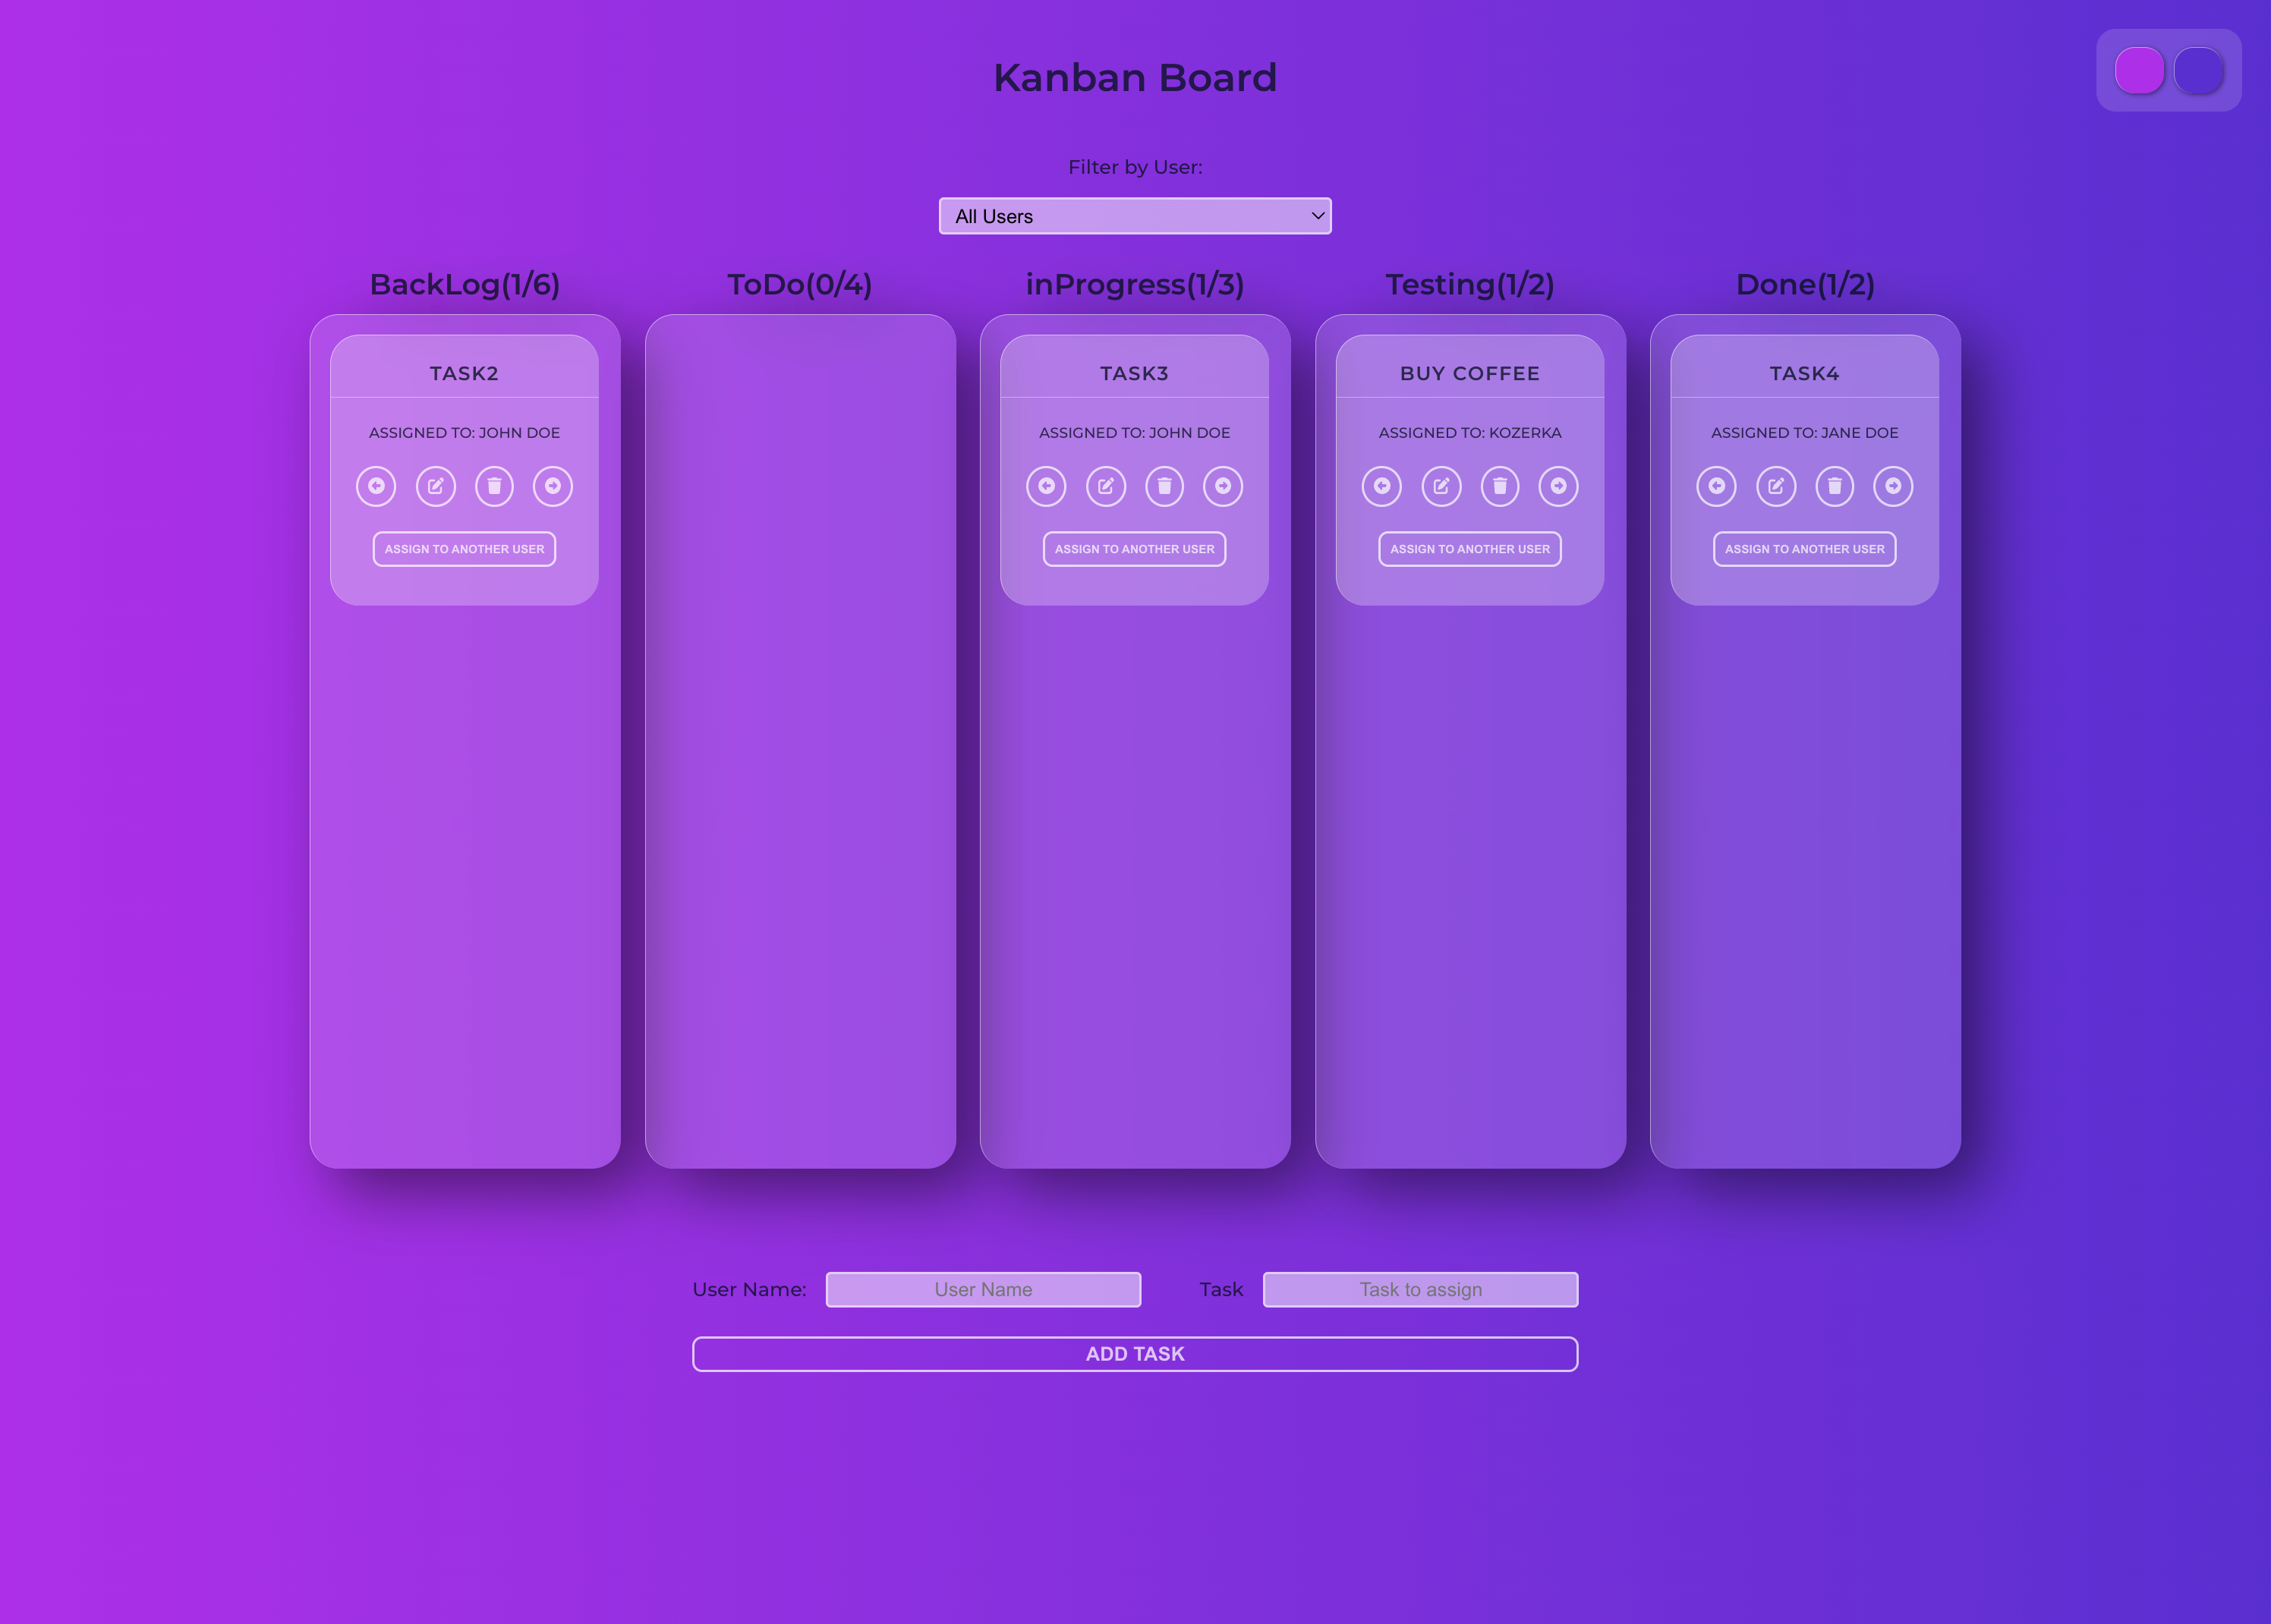 Kanban Board
Filter by User:
All Users
BackLog(1/6)
TASK2
ASSIGNED TO: JOHN DOE
ASSIGN TO ANOTHER USER
ToDo(0/4)
inProgress(1/3)
TASK3
ASSIGNED TO: JOHN DOE
ASSIGN TO ANOTHER USER
Testing(1/2)
BUY COFFEE
ASSIGNED TO: KOZERKA
ASSIGN TO ANOTHER USER
Done(1/2)
TASK4
ASSIGNED TO: JANE DOE
ASSIGN TO ANOTHER USER
User Name: User Name
Task Task to assign
ADD TASK